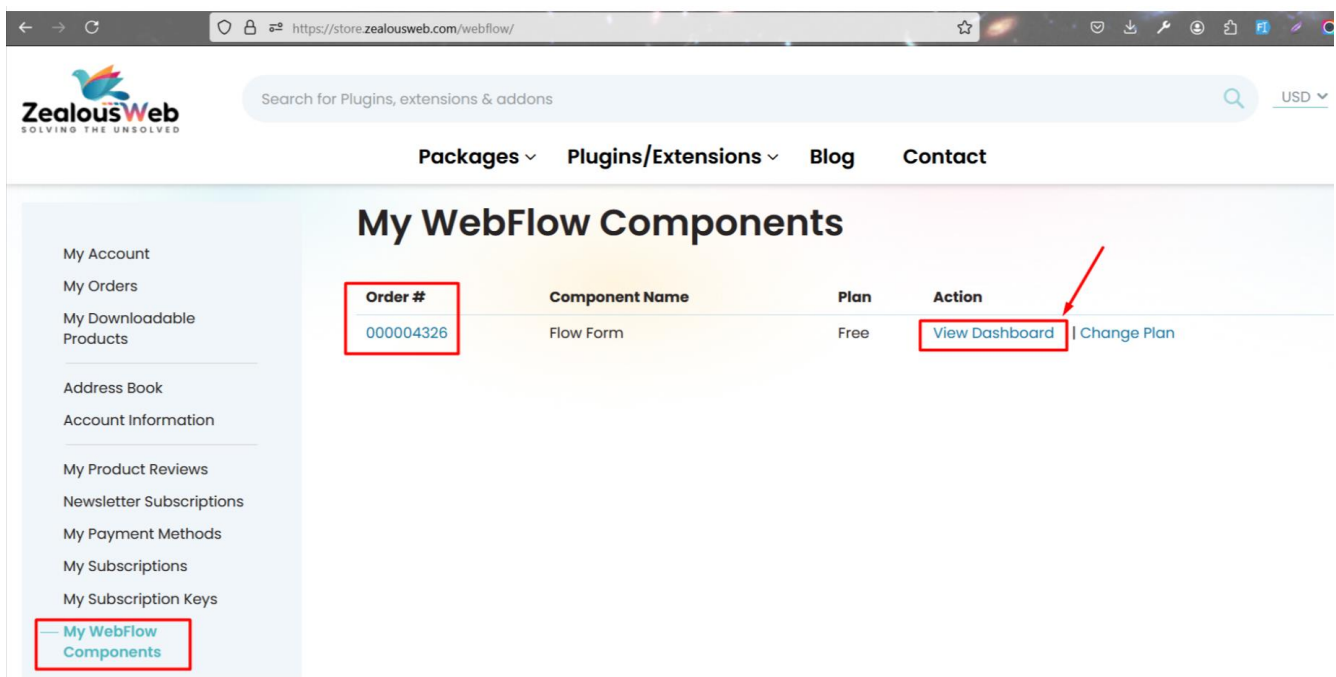 https://store.zealousweb.com/webflow/
ZealousWeb
SOLVING THE UNSOLVED
Search for Plugins, extensions & addons
USD
Packages
Plugins/Extensions
Blog
Contact
My Account
My Orders
My Downloadable
Products
Address Book
Account Information
My Product Reviews
Newsletter Subscriptions
My Payment Methods
My Subscriptions
My Subscription Keys
My WebFlow
Components
My WebFlow Components
Order # Component Name Plan Action
000004326 Flow Form Free View Dashboard | Change Plan